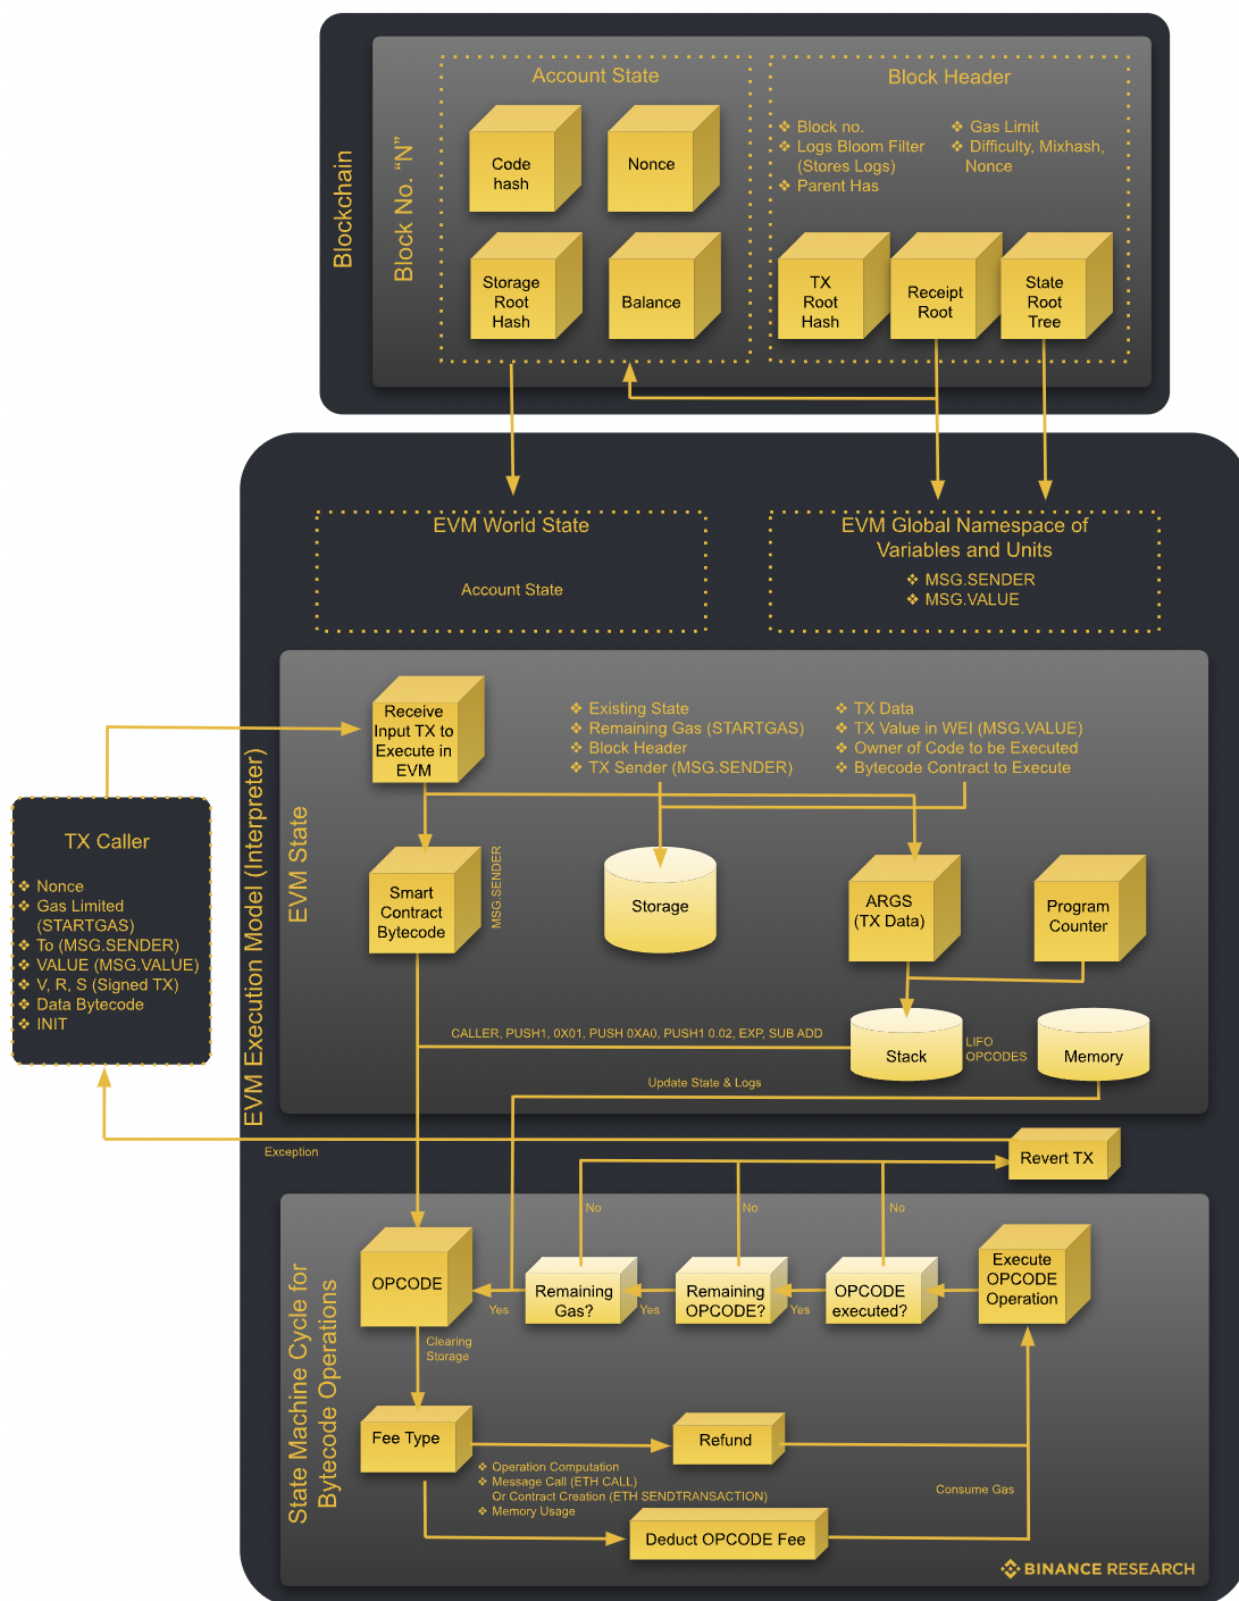 Blockchain
Block No. “N”
Account State
Code
hash
Nonce
Storage
Root
Hash
Balance
Block Header
❖ Block no.
❖ Logs Bloom Filter
(Stores Logs)
❖ Parent Has
❖ Gas Limit
❖ Difficulty, Mixhash,
Nonce
TX
Root
Hash
Receipt
Root
State
Root
Tree
EVM Execution Model (Interpreter)
EVM World State
Account State
EVM Global Namespace of
Variables and Units
❖ MSG.SENDER
❖ MSG.VALUE
EVM State
Receive
Input TX to
Execute in
EVM
❖ Existing State
❖ Remaining Gas (STARTGAS)
❖ Block Header
❖ TX Sender (MSG.SENDER)
❖ TX Data
❖ TX Value in WEI (MSG.VALUE)
❖ Owner of Code to be Executed
❖ Bytecode Contract to Execute
TX Caller
❖ Nonce
❖ Gas Limited
(STARTGAS)
❖ To (MSG.SENDER)
❖ VALUE (MSG.VALUE)
❖ V, R, S (Signed TX)
❖ Data Bytecode
❖ INIT
Smart
Contract
Bytecode
MSG.SENDER
Storage
ARGS
(TX Data)
Program
Counter
CALLER, PUSH1, 0X01, PUSH 0XA0, PUSH1 0.02, EXP, SUB ADD
Stack
LIFO
OPCODES
Memory
Update State & Logs
Exception
Revert TX
State Machine Cycle for
Bytecode Operations
No
No
No
OPCODE
Yes
Remaining
Gas?
Yes
Remaining
OPCODE?
Yes
OPCODE
executed?
Execute
OPCODE
Operation
Clearing
Storage
Fee Type
Refund
❖ Operation Computation
❖ Message Call (ETH CALL)
Or Contract Creation (ETH SENDTRANSACTION)
❖ Memory Usage
Consume Gas
Deduct OPCODE Fee
BINANCE RESEARCH